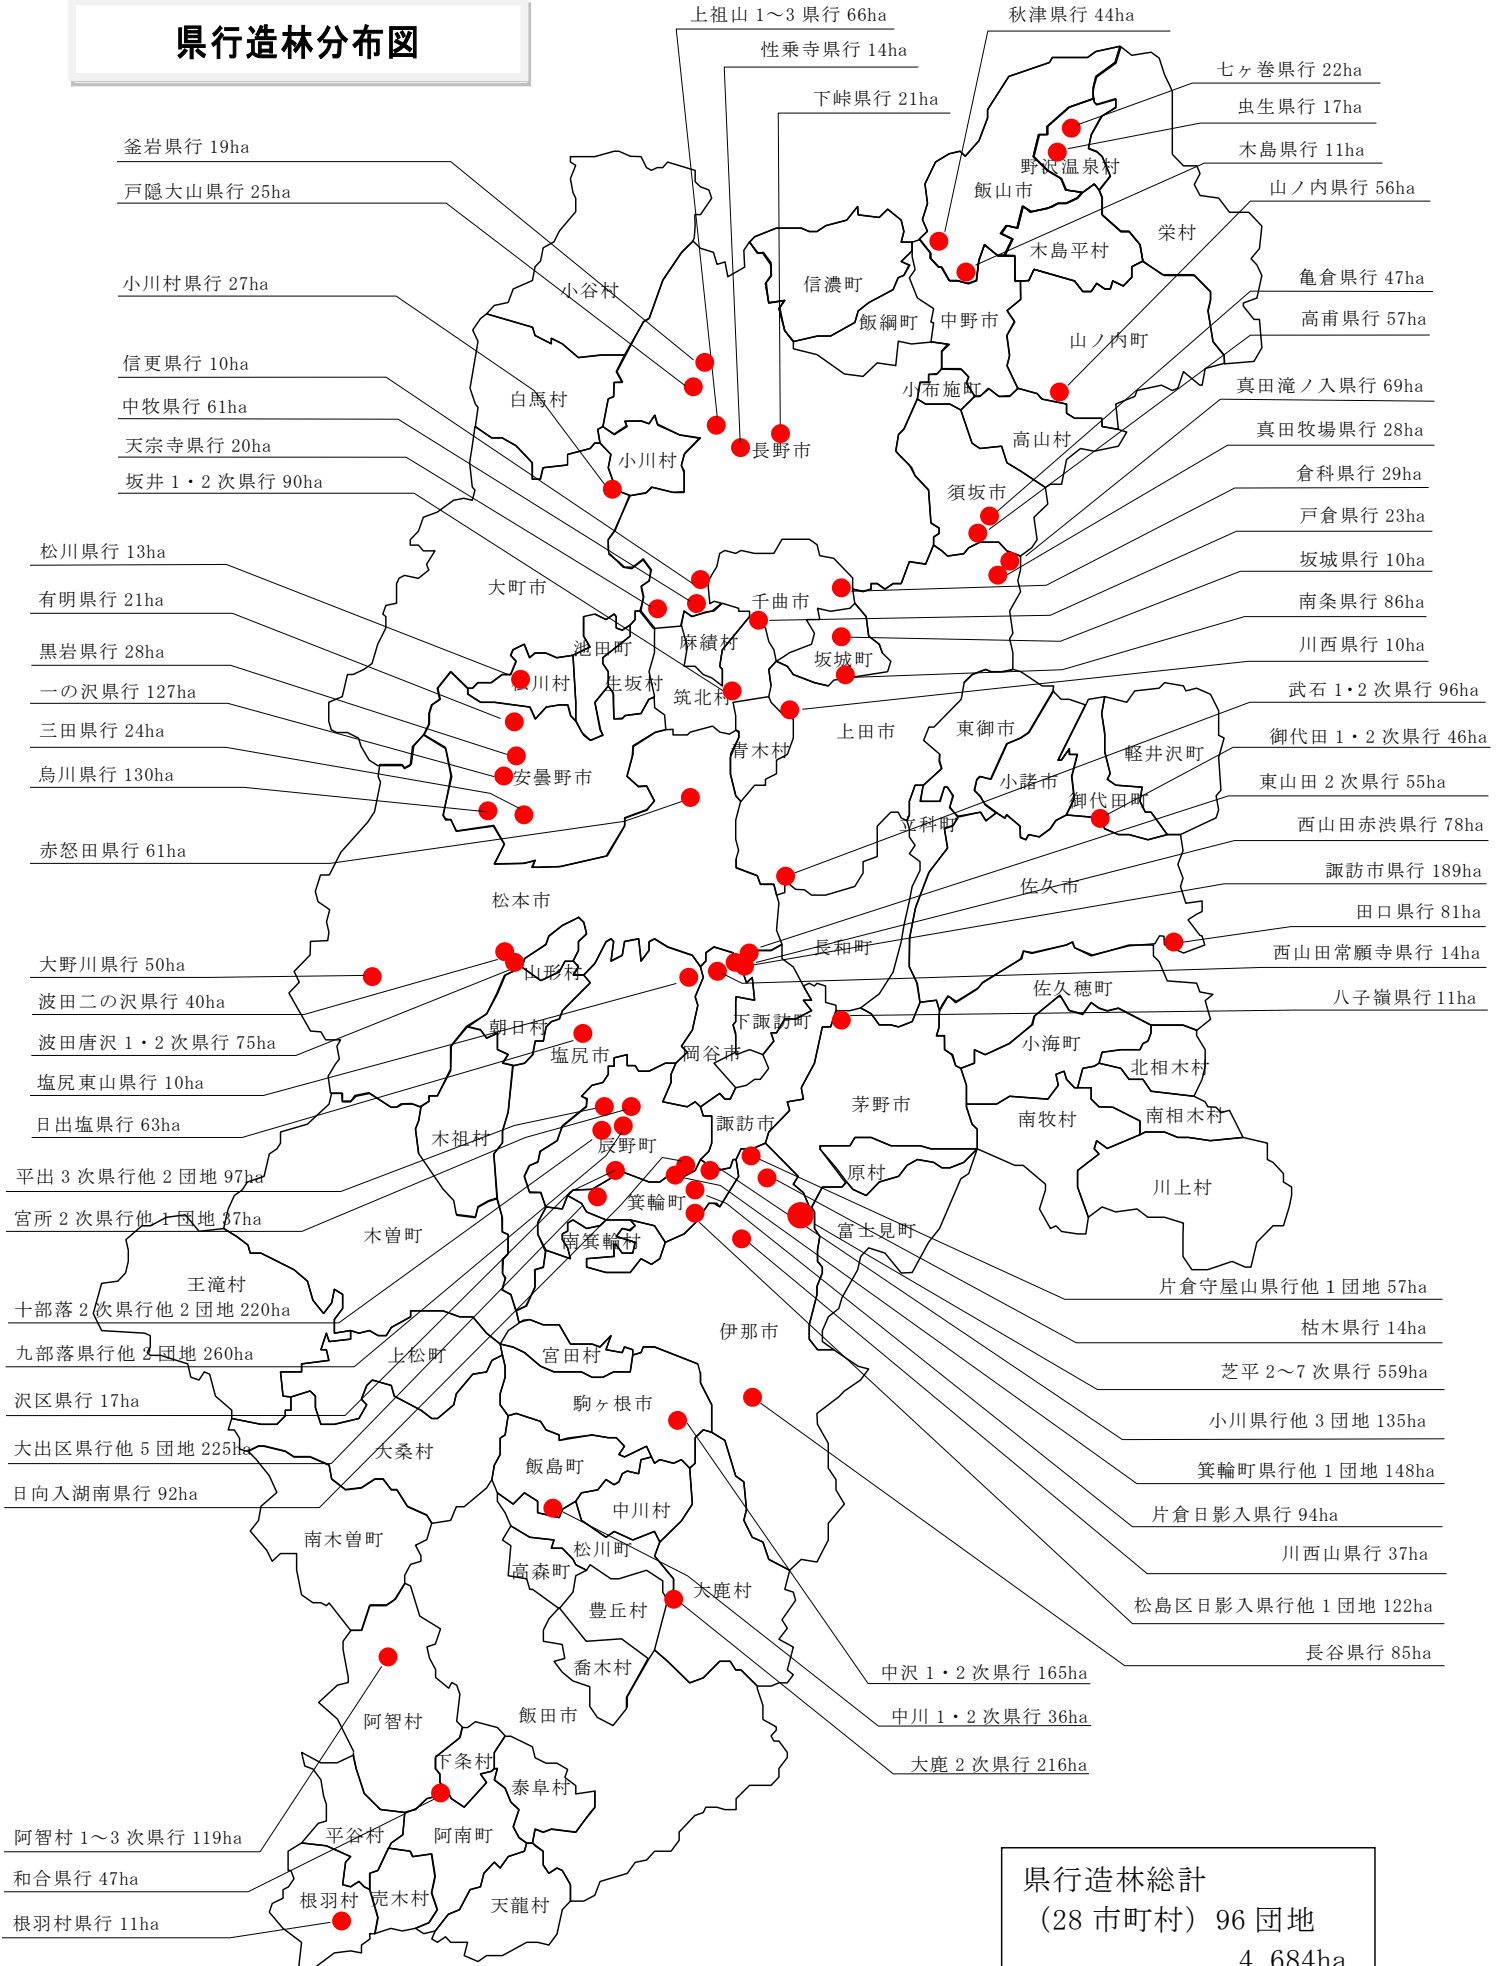 県行造林分布図
上祖山 1～3 県行 66ha
性乗寺県行 14ha
下峠県行 21ha
秋津県行 44ha
七ヶ巻県行 22ha
虫生県行 17ha
木島県行 11ha
山ノ内県行 56ha
亀倉県行 47ha
高甫県行 57ha
真田滝ノ入県行 69ha
真田牧場県行 28ha
倉科県行 29ha
戸倉県行 23ha
坂城県行 10ha
南条県行 86ha
川西県行 10ha
武石 1・2 次県行 96ha
御代田 1・2 次県行 46ha
東山田 2 次県行 55ha
西山田赤渋県行 78ha
諏訪市県行 189ha
田口県行 81ha
西山田常願寺県行 14ha
八子嶺県行 11ha
釜岩県行 19ha
戸隠大山県行 25ha
小川村県行 27ha
信更県行 10ha
中牧県行 61ha
天宗寺県行 20ha
坂井 1・2 次県行 90ha
松川県行 13ha
有明県行 21ha
黒岩県行 28ha
一の沢県行 127ha
三田県行 24ha
烏川県行 130ha
赤怒田県行 61ha
大野川県行 50ha
波田二の沢県行 40ha
波田唐沢 1・2 次県行 75ha
塩尻東山県行 10ha
日出塩県行 63ha
平出 3 次県行他 2 団地 97ha
宮所 2 次県行他 1 団地 37ha
十部落 2 次県行他 2 団地 220ha
九部落県行他 2 団地 260ha
沢区県行 17ha
大出区県行他 5 団地 225ha
日向入湖南県行 92ha
阿智村 1～3 次県行 119ha
和合県行 47ha
根羽村県行 11ha
片倉守屋山県行他 1 団地 57ha
枯木県行 14ha
芝平 2～7 次県行 559ha
小川県行他 3 団地 135ha
箕輪町県行他 1 団地 148ha
片倉日影入県行 94ha
川西山県行 37ha
松島区日影入県行他 1 団地 122ha
長谷県行 85ha
中沢 1・2 次県行 165ha
中川 1・2 次県行 36ha
大鹿 2 次県行 216ha
野沢温泉村
飯山市
栄村
木島平村
信濃町
飯綱町
中野市
山ノ内町
小谷村
小布施町
白馬村
高山村
長野市
小川村
須坂市
大町市
千曲市
池田町
麻績村
坂城町
松川村
生坂村
筑北村
上田市
東御市
青木村
軽井沢町
小諸市
安曇野市
御代田町
立科町
佐久市
松本市
長和町
山形村
佐久穂町
朝日村
下諏訪町
塩尻市
岡谷市
小海町
北相木村
茅野市
南牧村
南相木村
諏訪市
木祖村
辰野町
原村
川上村
箕輪町
木曽町
南箕輪村
富士見町
王滝村
伊那市
上松町
宮田村
駒ヶ根市
大桑村
飯島町
中川村
南木曽町
松川町
高森町
大鹿村
豊丘村
喬木村
飯田市
阿智村
下条村
泰阜村
平谷村
阿南町
根羽村
売木村
天龍村
県行造林総計
（28 市町村）96 団地
4,684ha